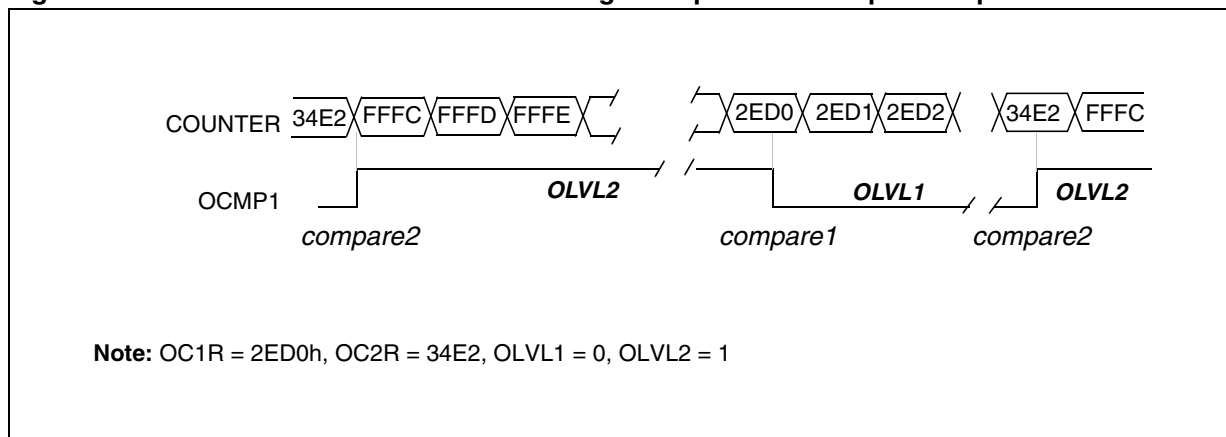 COUNTER 34E2 FFFC FFFD FFFE 2ED0 2ED1 2ED2 34E2 FFFC
OCMP1 OLVL2 OLVL1 OLVL2
compare2 compare1 compare2
Note: OC1R = 2ED0h, OC2R = 34E2, OLVL1 = 0, OLVL2 = 1